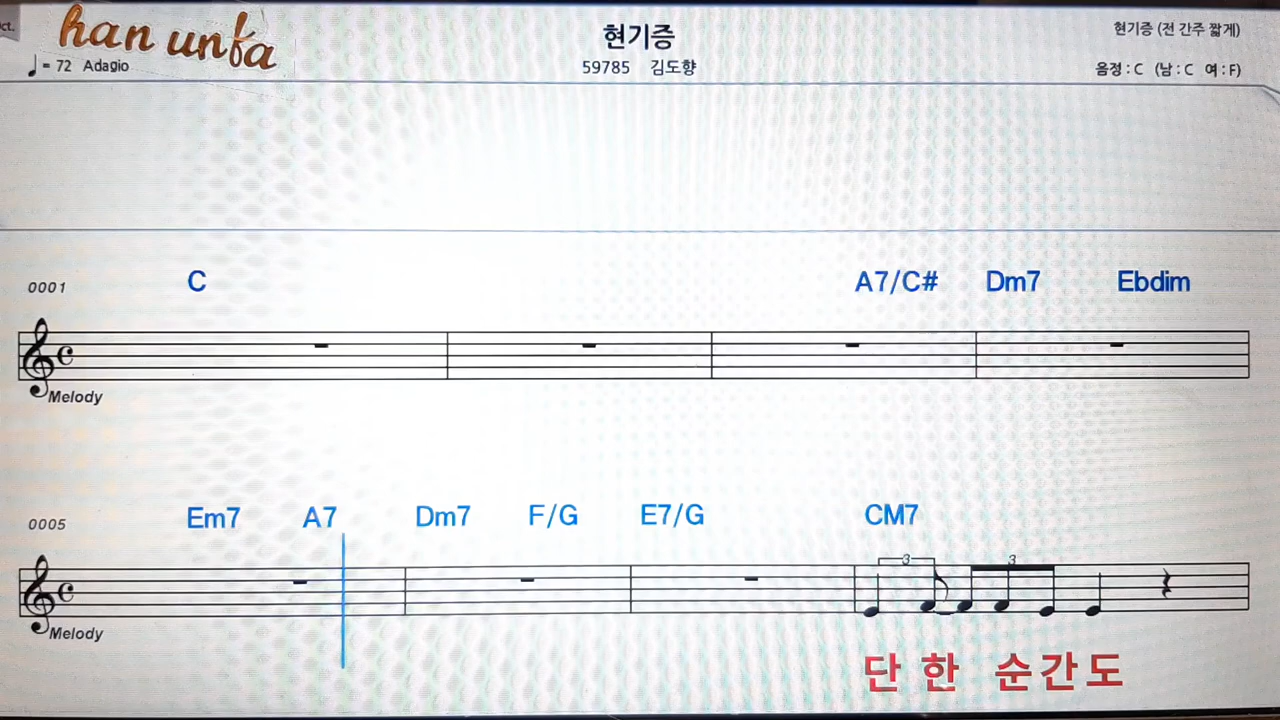 ct.
han unfa
현기증
현기증 (전 간주 짧게)
♩ = 72 Adagio
59785 김도향
음정 : C (남 : C 여 : F)
0001 C A7/C# Dm7 Ebdim
Melody
0005 Em7 A7 Dm7 F/G E7/G CM7
3 3
Melody
단 한 순간도